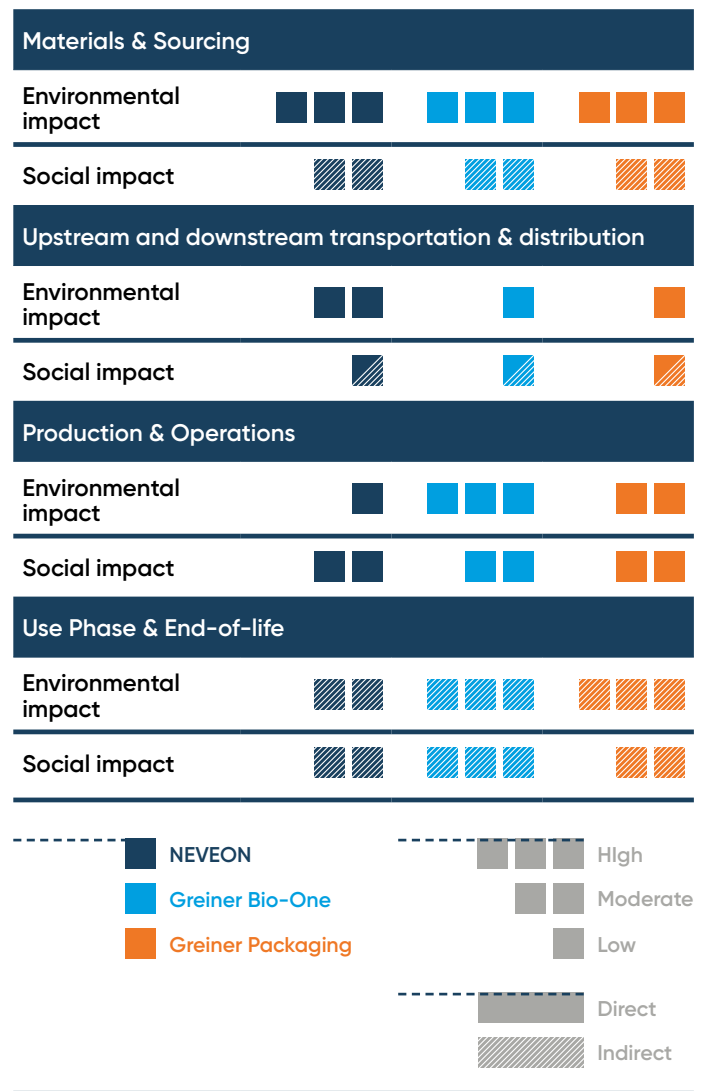 Materials & Sourcing
Environmental
impact
Social impact
Upstream and downstream transportation & distribution
Environmental
impact
Social impact
Production & Operations
Environmental
impact
Social impact
Use Phase & End-of-life
Environmental
impact
Social impact
NEVEON
Greiner Bio-One
Greiner Packaging
HIgh
Moderate
Low
Direct
Indirect